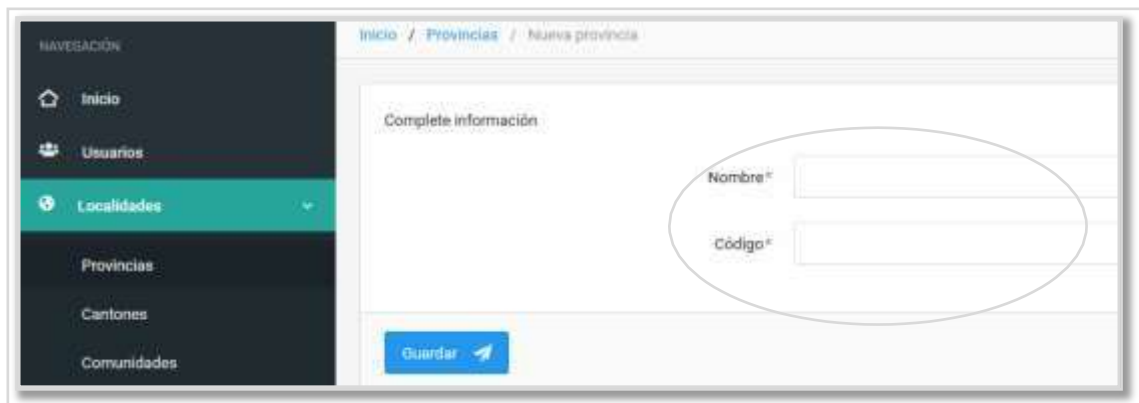 NAVEGACIÓN
Inicio
Usuarios
Localidades
Provincias
Cantones
Comunidades
Inicio / Provincias / Nueva provincia
Complete información
Nombre*
Código*
Guardar